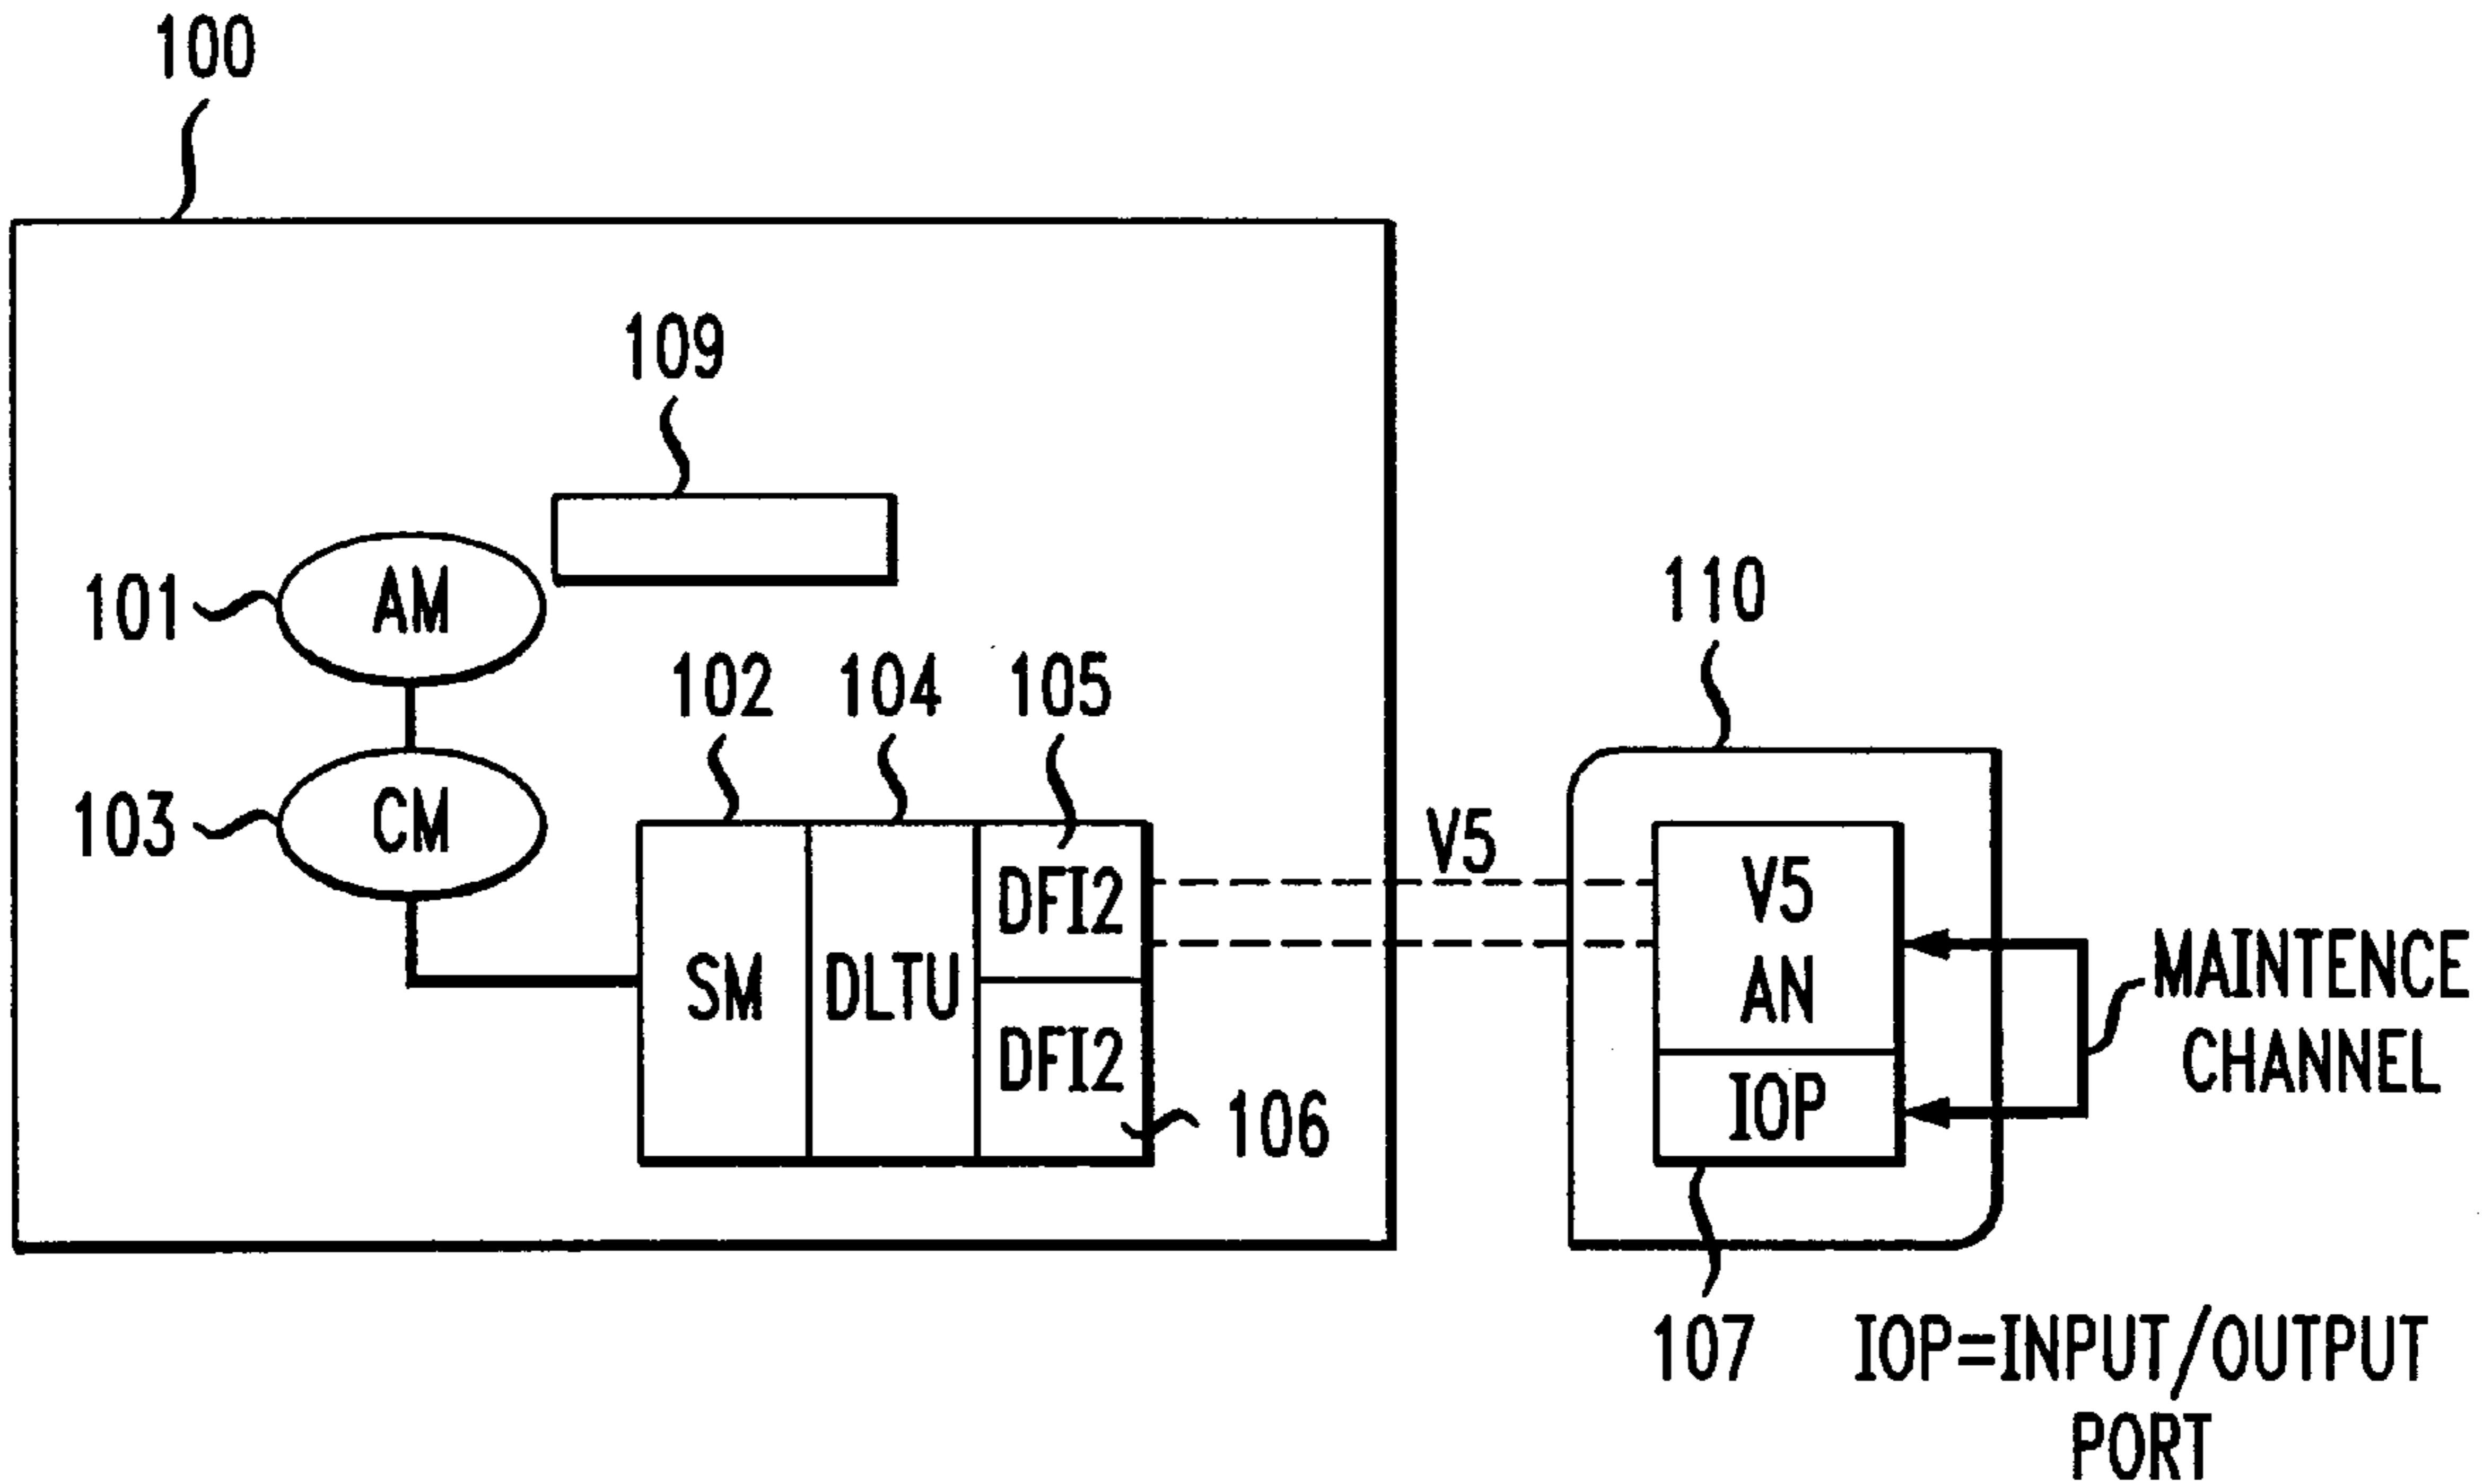 100
109
101
AM
110
102
104
105
103
CM
V5
DFI2
V5
AN
SM
DLTU
MAINTENCE
CHANNEL
DFI2
IOP
106
107
IOP=INPUT/OUTPUT
PORT